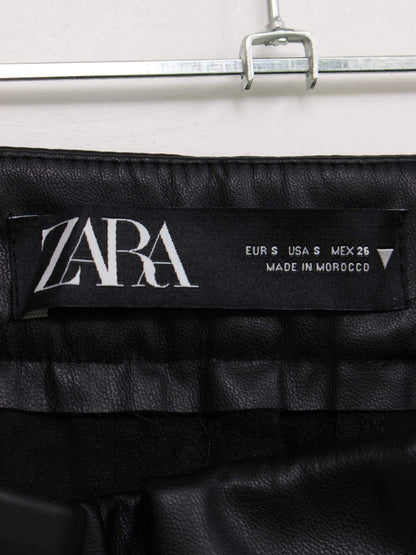 ZARA
EUR S USA S MEX 26
MADE IN MOROCCO